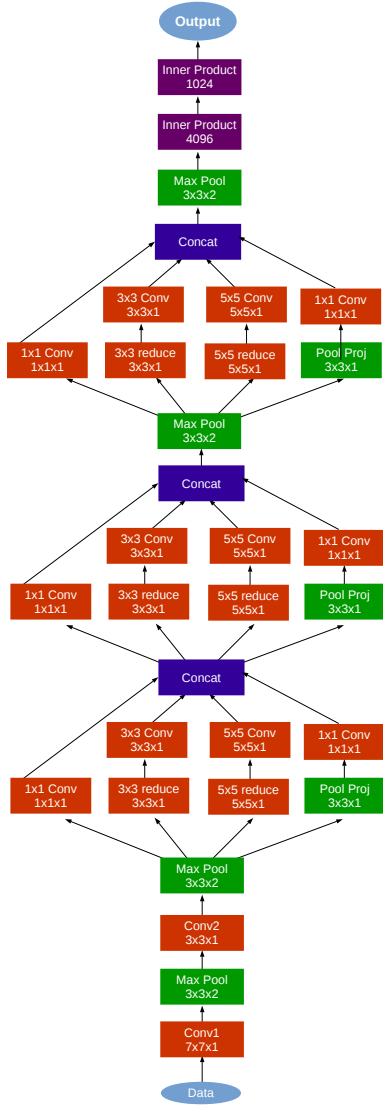 Output
Inner Product
1024
Inner Product
4096
Max Pool
3x3x2
Concat
3x3 Conv
3x3x1
5x5 Conv
5x5x1
1x1 Conv
1x1x1
1x1 Conv
1x1x1
3x3 reduce
3x3x1
5x5 reduce
5x5x1
Pool Proj
3x3x1
Max Pool
3x3x2
Concat
3x3 Conv
3x3x1
5x5 Conv
5x5x1
1x1 Conv
1x1x1
1x1 Conv
1x1x1
3x3 reduce
3x3x1
5x5 reduce
5x5x1
Pool Proj
3x3x1
Concat
3x3 Conv
3x3x1
5x5 Conv
5x5x1
1x1 Conv
1x1x1
1x1 Conv
1x1x1
3x3 reduce
3x3x1
5x5 reduce
5x5x1
Pool Proj
3x3x1
Max Pool
3x3x2
Conv2
3x3x1
Max Pool
3x3x2
Conv1
7x7x1
Data